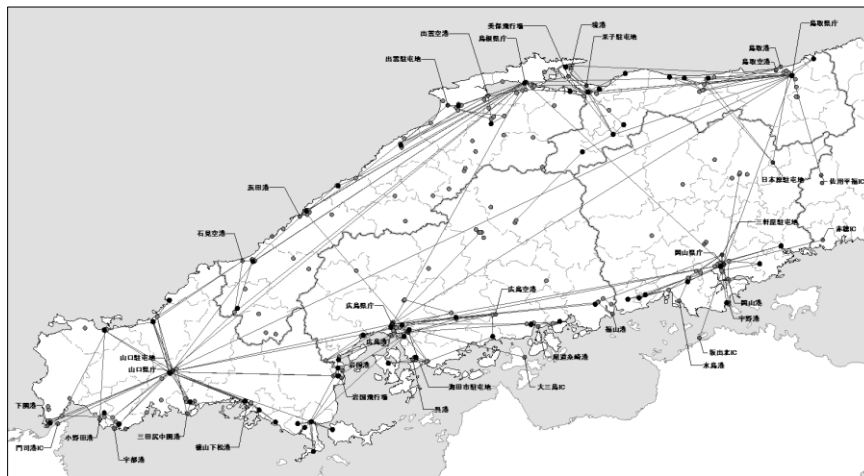 美保飛行場
境港
出雲空港
島根県庁
米子駐屯地
鳥取県庁
鳥取港
出雲駐屯地
鳥取空港
日本原駐屯地
佐用平福IC
浜田港
三軒屋駐屯地
赤穂IC
石見空港
岡山県庁
広島空港
広島県庁
岡山港
福山港
宇野港
広島港
山口駐屯地
尾道糸崎港
坂出北IC
山口県庁
岩国港
水島港
海田市駐屯地
大三島IC
岩国飛行場
下関港
呉港
小野田港
三田尻中関港
徳山下松港
門司港IC
宇部港